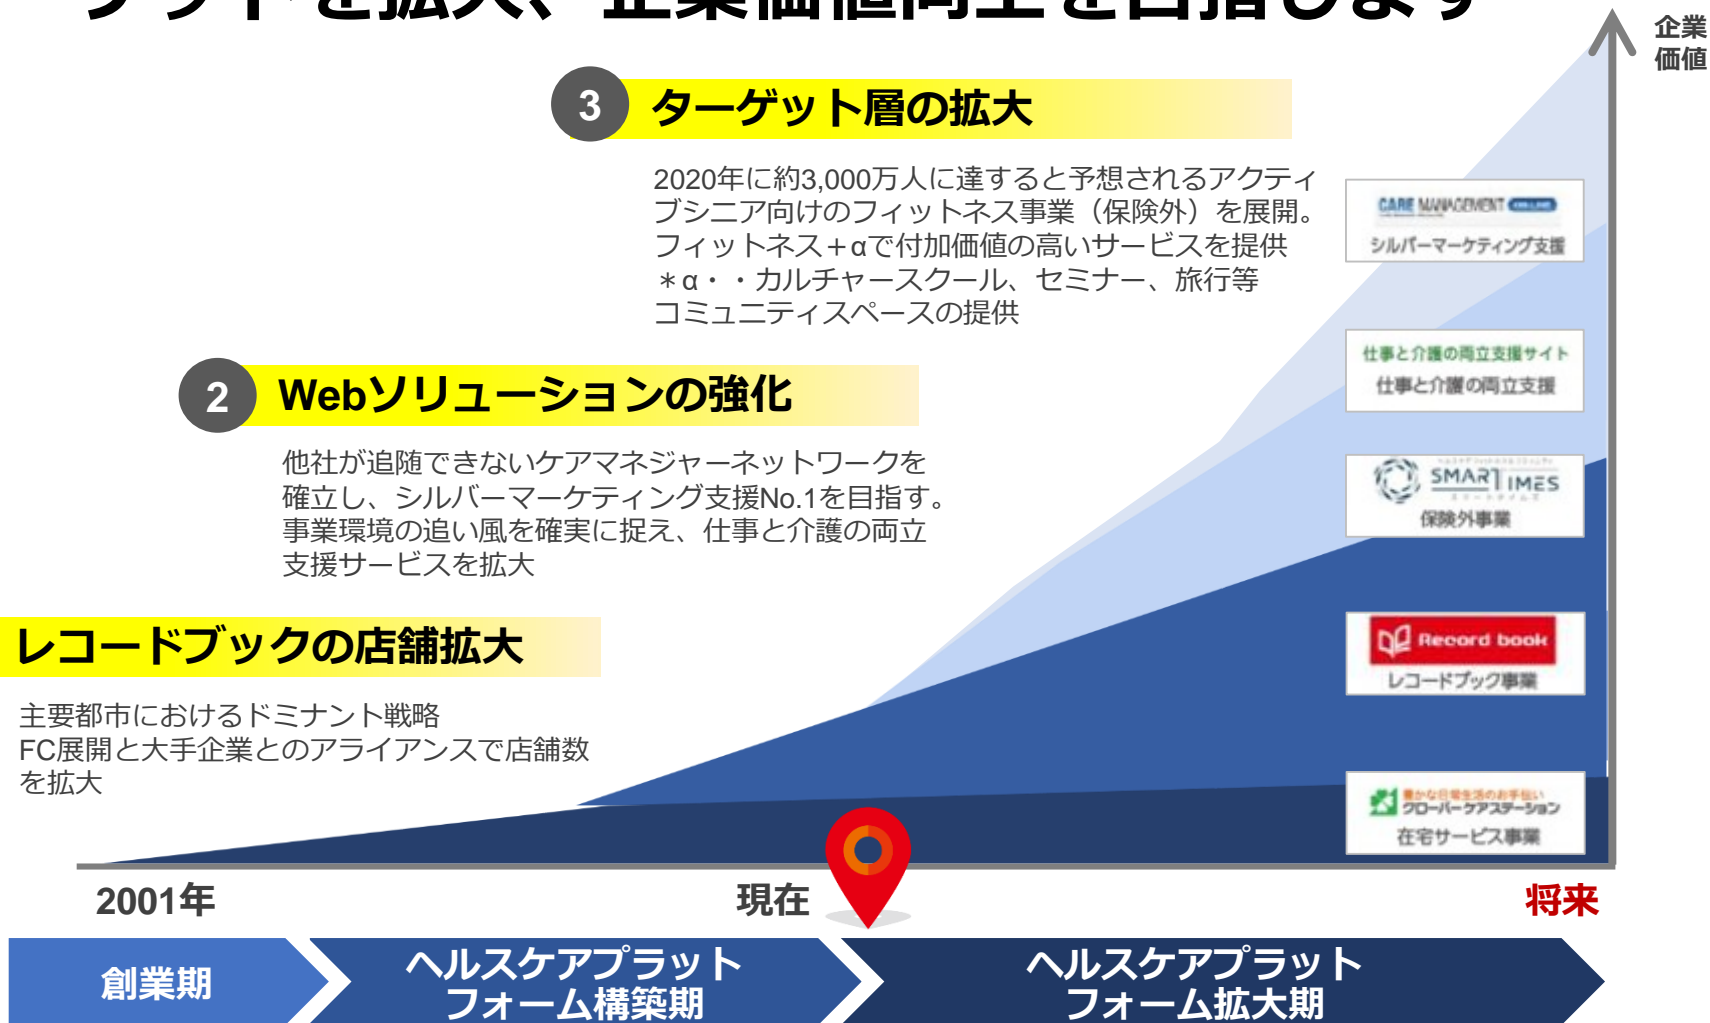 企業
価値
3 ターゲット層の拡大
2020年に約3,000万人に達すると予想されるアクティ
ブシニア向けのフィットネス事業（保険外）を展開。
フィットネス＋αで付加価値の高いサービスを提供
＊α・・カルチャースクール、セミナー、旅行等
コミュニティスペースの提供
2 Webソリューションの強化
他社が追随できないケアマネジャーネットワークを
確立し、シルバーマーケティング支援No.1を目指す。
事業環境の追い風を確実に捉え、仕事と介護の両立
支援サービスを拡大
レコードブックの店舗拡大
主要都市におけるドミナント戦略
FC展開と大手企業とのアライアンスで店舗数
を拡大
CARE MANAGEMENT
シルバーマーケティング支援
仕事と介護の両立支援サイト
仕事と介護の両立支援
SMART TIMES
保険外事業
Record book
レコードブック事業
豊かな日常生活のお手伝い
クローバーケアステーション
在宅サービス事業
2001年
現在
将来
創業期
ヘルスケアプラット
フォーム構築期
ヘルスケアプラット
フォーム拡大期